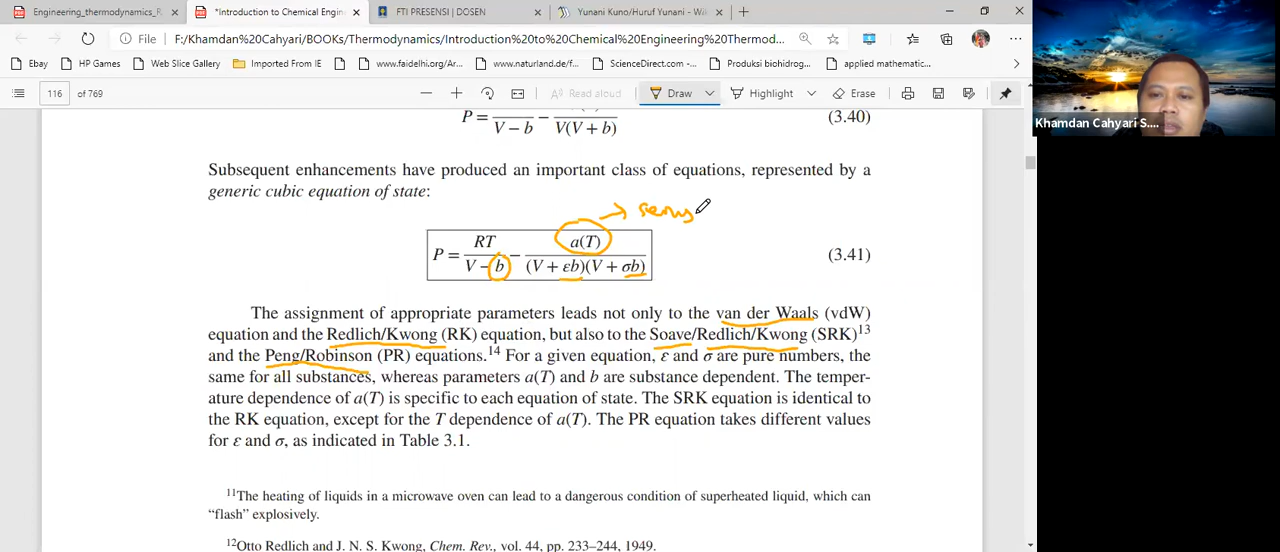 Engineering_thermodynamics_R
*Introduction to Chemical Engin
FTI PRESENSI | DOSEN
Yunani Kuno/Huruf Yunani - Wik
File
F:/Khamdan%20Cahyari/BOOKs/Thermodynamics/Introduction%20to%20Chemical%20Engineering%20Thermod...
Ebay
HP Games
Web Slice Gallery
Imported From IE
www.faidelhi.org/Ar...
www.naturland.de/f...
ScienceDirect.com -...
Produksi biohidrog...
applied mathematic...
116 of 769
Read aloud
Draw
Highlight
Erase
Khamdan Cahyari S....
P = V − b − V(V + b) (3.40)
Subsequent enhancements have produced an important class of equations, represented by a
generic cubic equation of state:
P = RT / (V − b) − a(T) / ((V + εb)(V + σb)) (3.41)
The assignment of appropriate parameters leads not only to the van der Waals (vdW)
equation and the Redlich/Kwong (RK) equation, but also to the Soave/Redlich/Kwong (SRK)13
and the Peng/Robinson (PR) equations.14 For a given equation, ε and σ are pure numbers, the
same for all substances, whereas parameters a(T) and b are substance dependent. The temper-
ature dependence of a(T) is specific to each equation of state. The SRK equation is identical to
the RK equation, except for the T dependence of a(T). The PR equation takes different values
for ε and σ, as indicated in Table 3.1.
11The heating of liquids in a microwave oven can lead to a dangerous condition of superheated liquid, which can
“flash” explosively.
12Otto Redlich and J. N. S. Kwong, Chem. Rev., vol. 44, pp. 233–244, 1949.